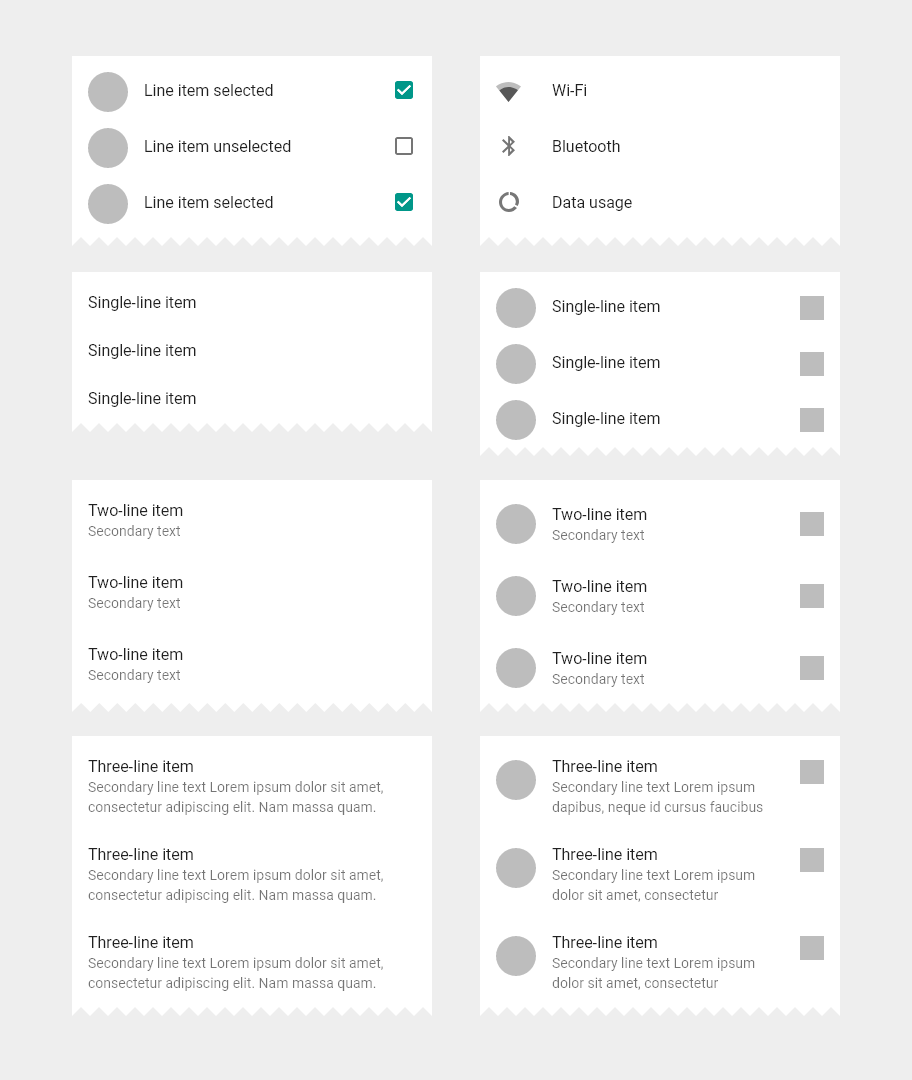 Line item selected
Line item unselected
Line item selected
Wi-Fi
Bluetooth
Data usage
Single-line item
Single-line item
Single-line item
Single-line item
Single-line item
Single-line item
Two-line item
Secondary text
Two-line item
Secondary text
Two-line item
Secondary text
Two-line item
Secondary text
Two-line item
Secondary text
Two-line item
Secondary text
Three-line item
Secondary line text Lorem ipsum dolor sit amet,
consectetur adipiscing elit. Nam massa quam.
Three-line item
Secondary line text Lorem ipsum dolor sit amet,
consectetur adipiscing elit. Nam massa quam.
Three-line item
Secondary line text Lorem ipsum dolor sit amet,
consectetur adipiscing elit. Nam massa quam.
Three-line item
Secondary line text Lorem ipsum
dapibus, neque id cursus faucibus
Three-line item
Secondary line text Lorem ipsum
dolor sit amet, consectetur
Three-line item
Secondary line text Lorem ipsum
dolor sit amet, consectetur